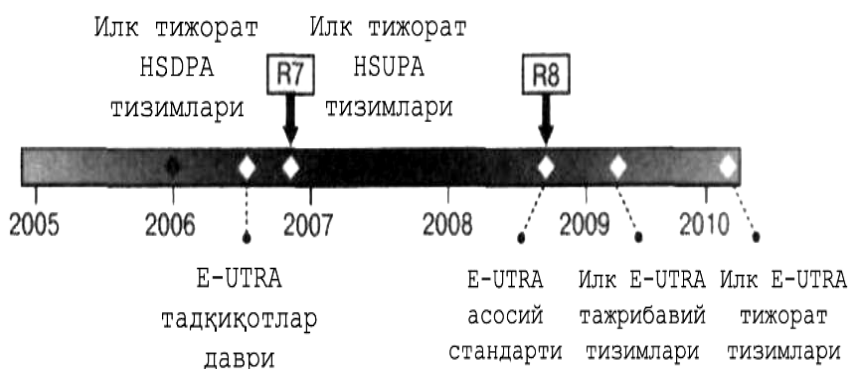 Илк тижорат
HSDPA
тизимлари
Илк тижорат
HSUPA
тизимлари
R7
R8
2005
2006
2007
2008
2009
2010
E-UTRA
тадқиқотлар
даври
E-UTRA
асосий
стандарти
Илк E-UTRA
тажрибавий
тизимлари
Илк E-UTRA
тижорат
тизимлари